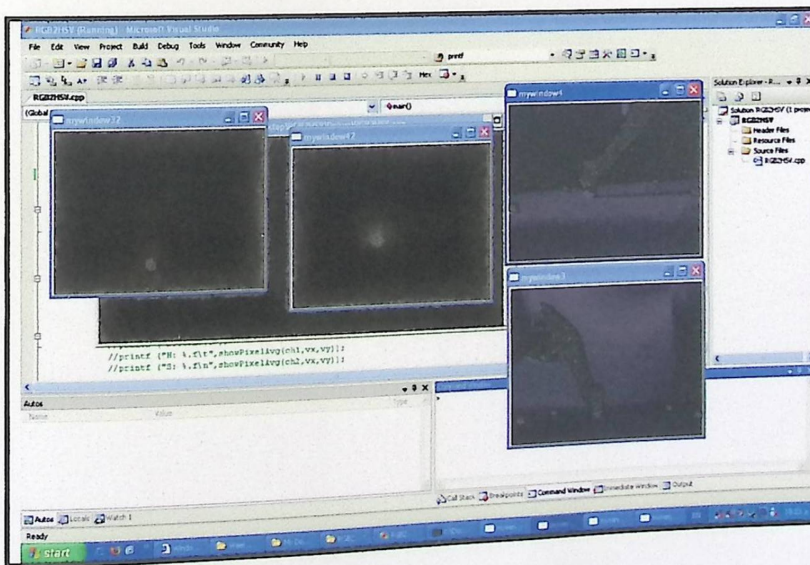 RGB2HSV (Running) - Microsoft Visual Studio
File Edit View Project Build Debug Tools Window Community Help
printf
Hex
RGB2HSV.cpp
(Global
main()
mywindow32
mywindow42
mywindow4
mywindow3
Solution Explorer - R...
Solution 'RGB2HSV' (1 project
RGB2HSV
Header Files
Resource Files
Source Files
RGB2HSV.cpp
//printf ("H: %.f\t",showPixelAvg(ch1,vx,vy));
//printf ("S: %.f\n",showPixelAvg(ch2,vx,vy));
Autos
Name Value Type
Autos Locals Watch 1
Call Stack Breakpoints Command Window Immediate Window Output
Ready
start